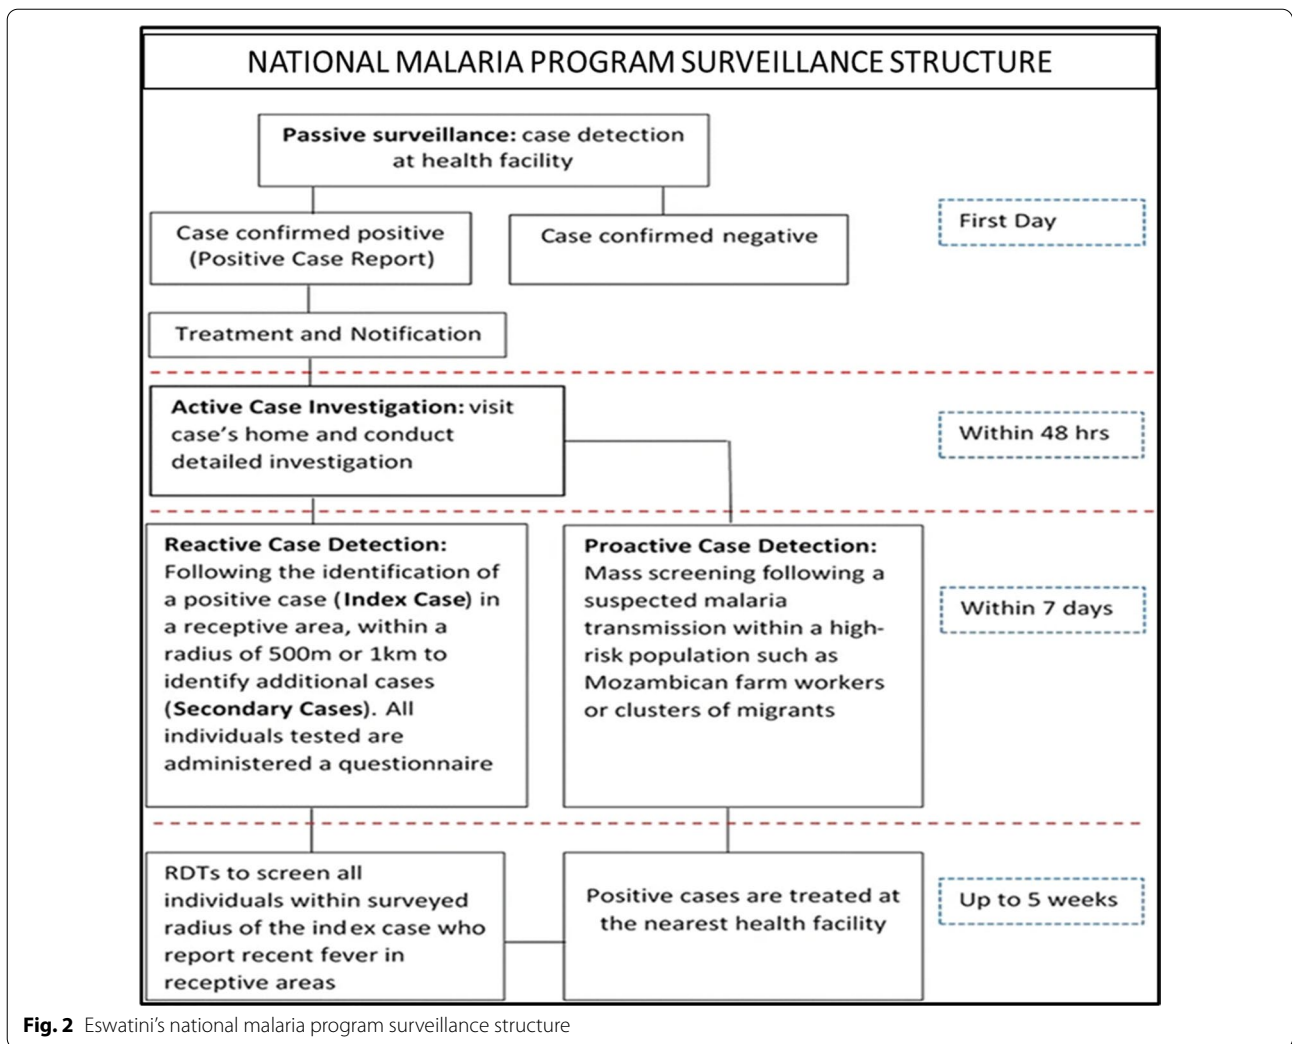 NATIONAL MALARIA PROGRAM SURVEILLANCE STRUCTURE
Passive surveillance: case detection
at health facility
Case confirmed positive
(Positive Case Report)
Case confirmed negative
First Day
Treatment and Notification
Active Case Investigation: visit
case's home and conduct
detailed investigation
Within 48 hrs
Reactive Case Detection:
Following the identification of
a positive case (Index Case) in
a receptive area, within a
radius of 500m or 1km to
identify additional cases
(Secondary Cases). All
individuals tested are
administered a questionnaire
Proactive Case Detection:
Mass screening following a
suspected malaria
transmission within a high-
risk population such as
Mozambican farm workers
or clusters of migrants
Within 7 days
RDTs to screen all
individuals within surveyed
radius of the index case who
report recent fever in
receptive areas
Positive cases are treated at
the nearest health facility
Up to 5 weeks
Fig. 2 Eswatini's national malaria program surveillance structure